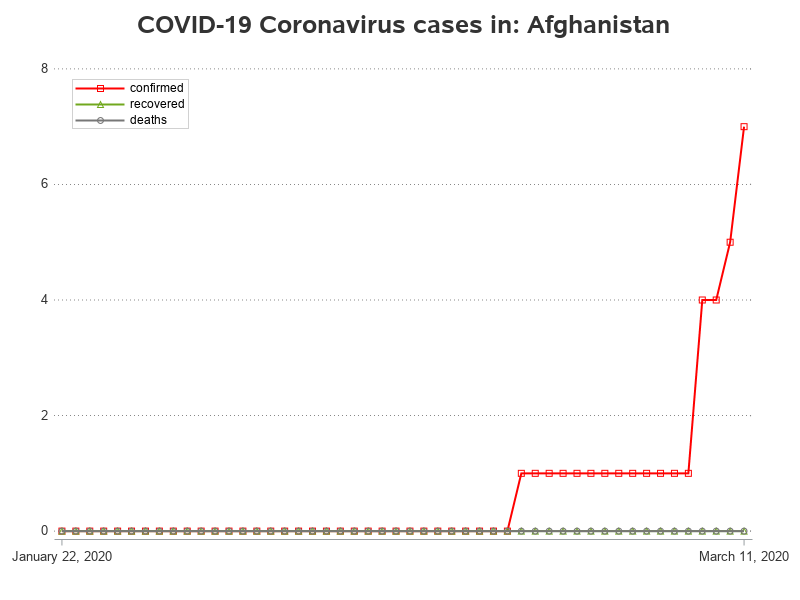 COVID-19 Coronavirus cases in: Afghanistan
8
confirmed
recovered
deaths
6
4
2
0
January 22, 2020
March 11, 2020